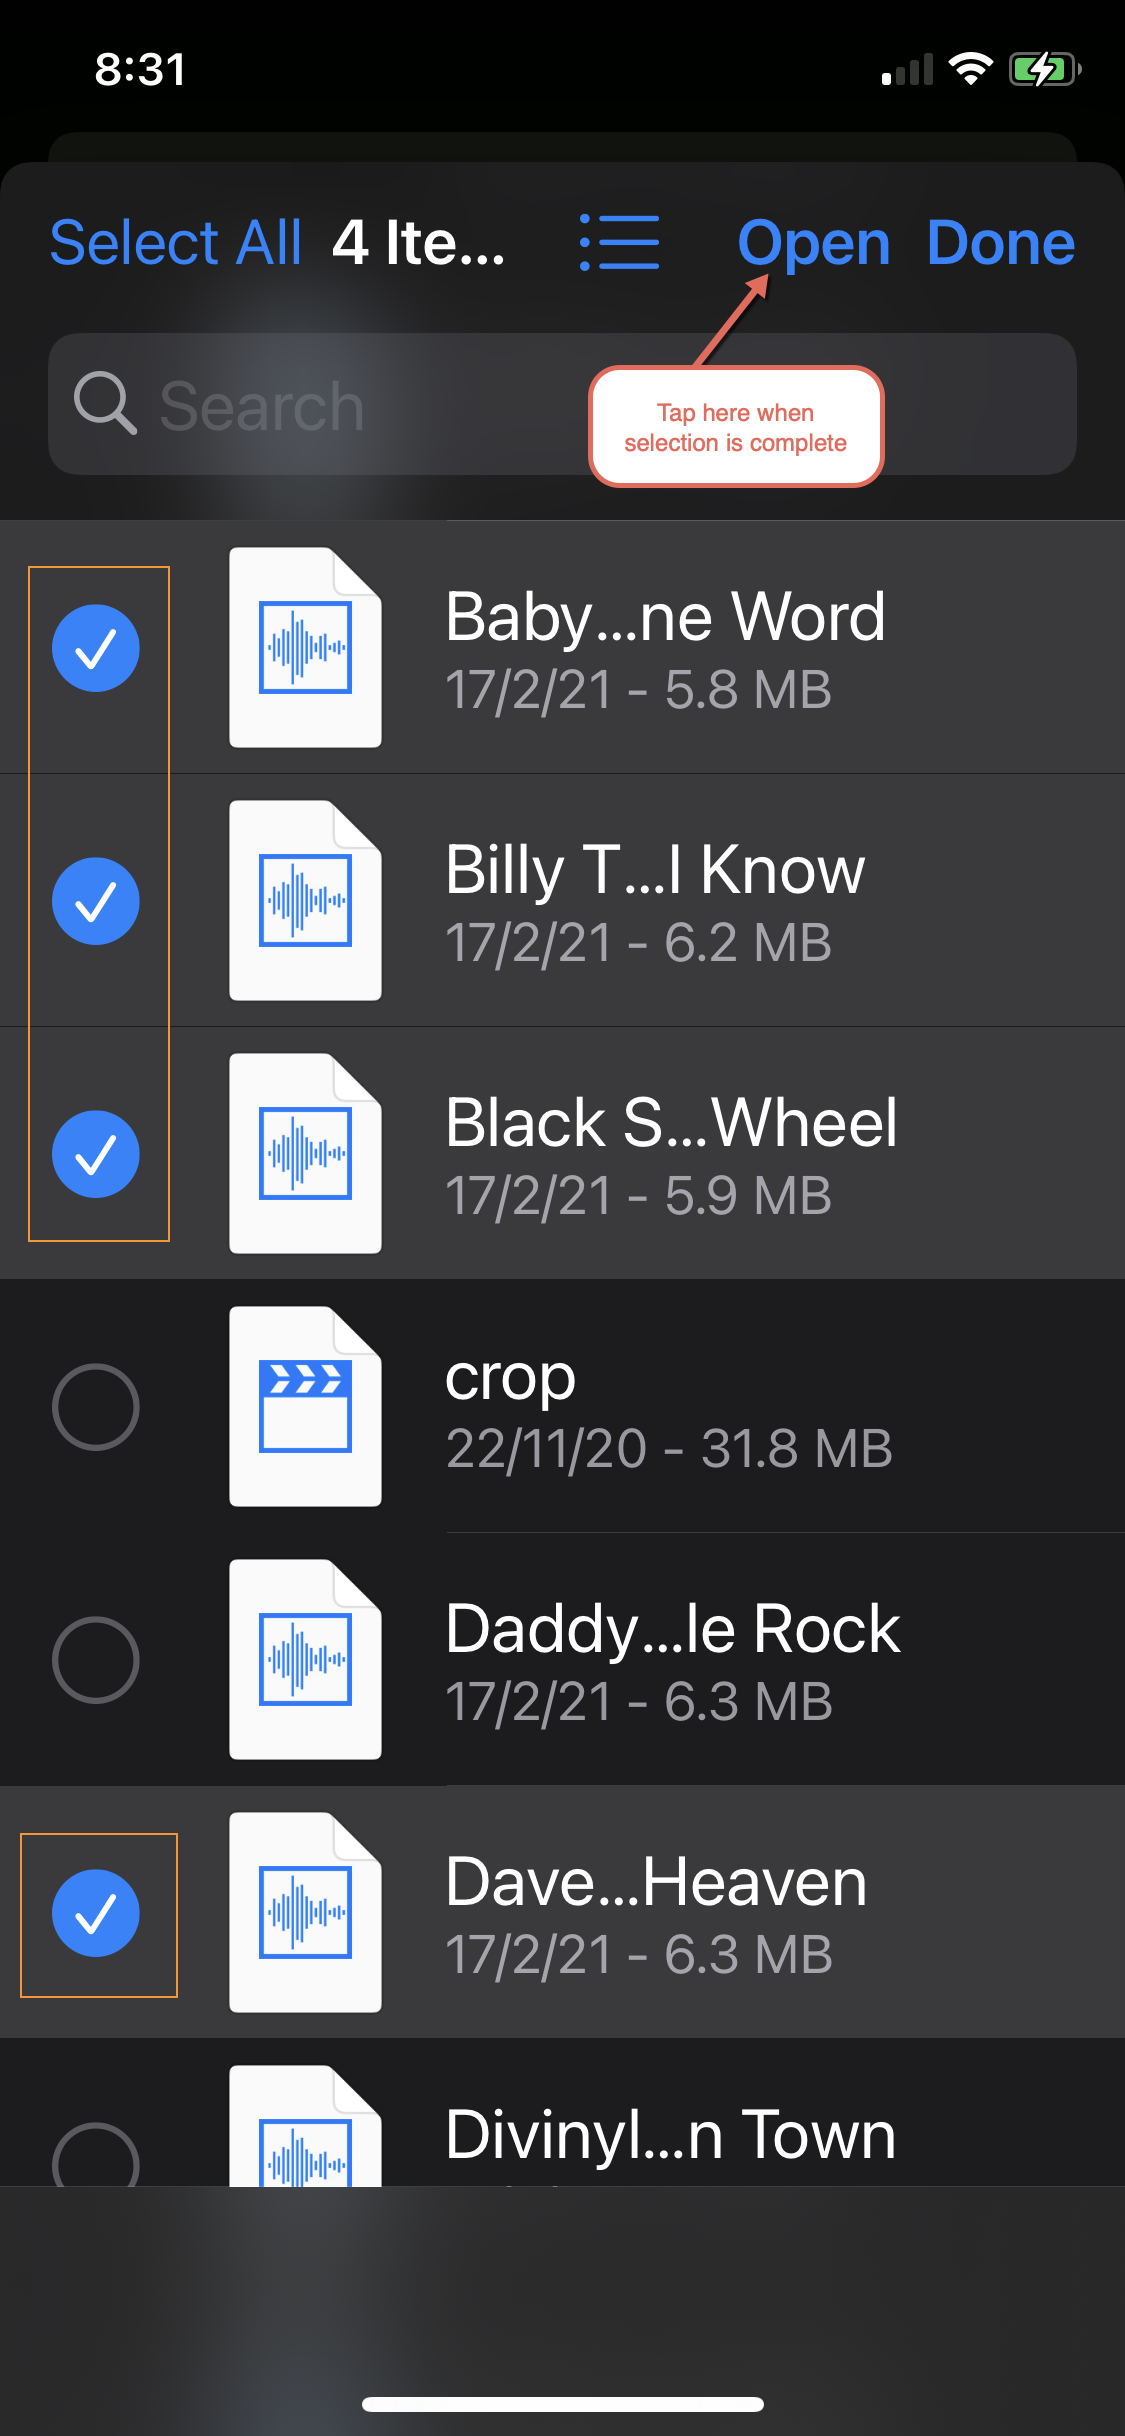 8:31
Select All 4 Ite... Open Done
Search
Tap here when
selection is complete
Baby...ne Word
17/2/21 - 5.8 MB
Billy T...I Know
17/2/21 - 6.2 MB
Black S...Wheel
17/2/21 - 5.9 MB
crop
22/11/20 - 31.8 MB
Daddy...le Rock
17/2/21 - 6.3 MB
Dave...Heaven
17/2/21 - 6.3 MB
Divinyl...n Town